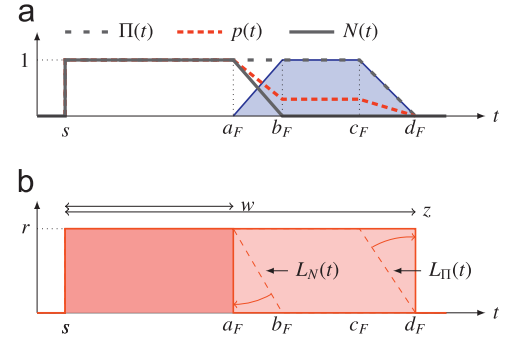 a
Π(t) p(t) N(t)
1
s a_F b_F c_F d_F t
b
w
z
r
L_N(t) L_Π(t)
s a_F b_F c_F d_F t